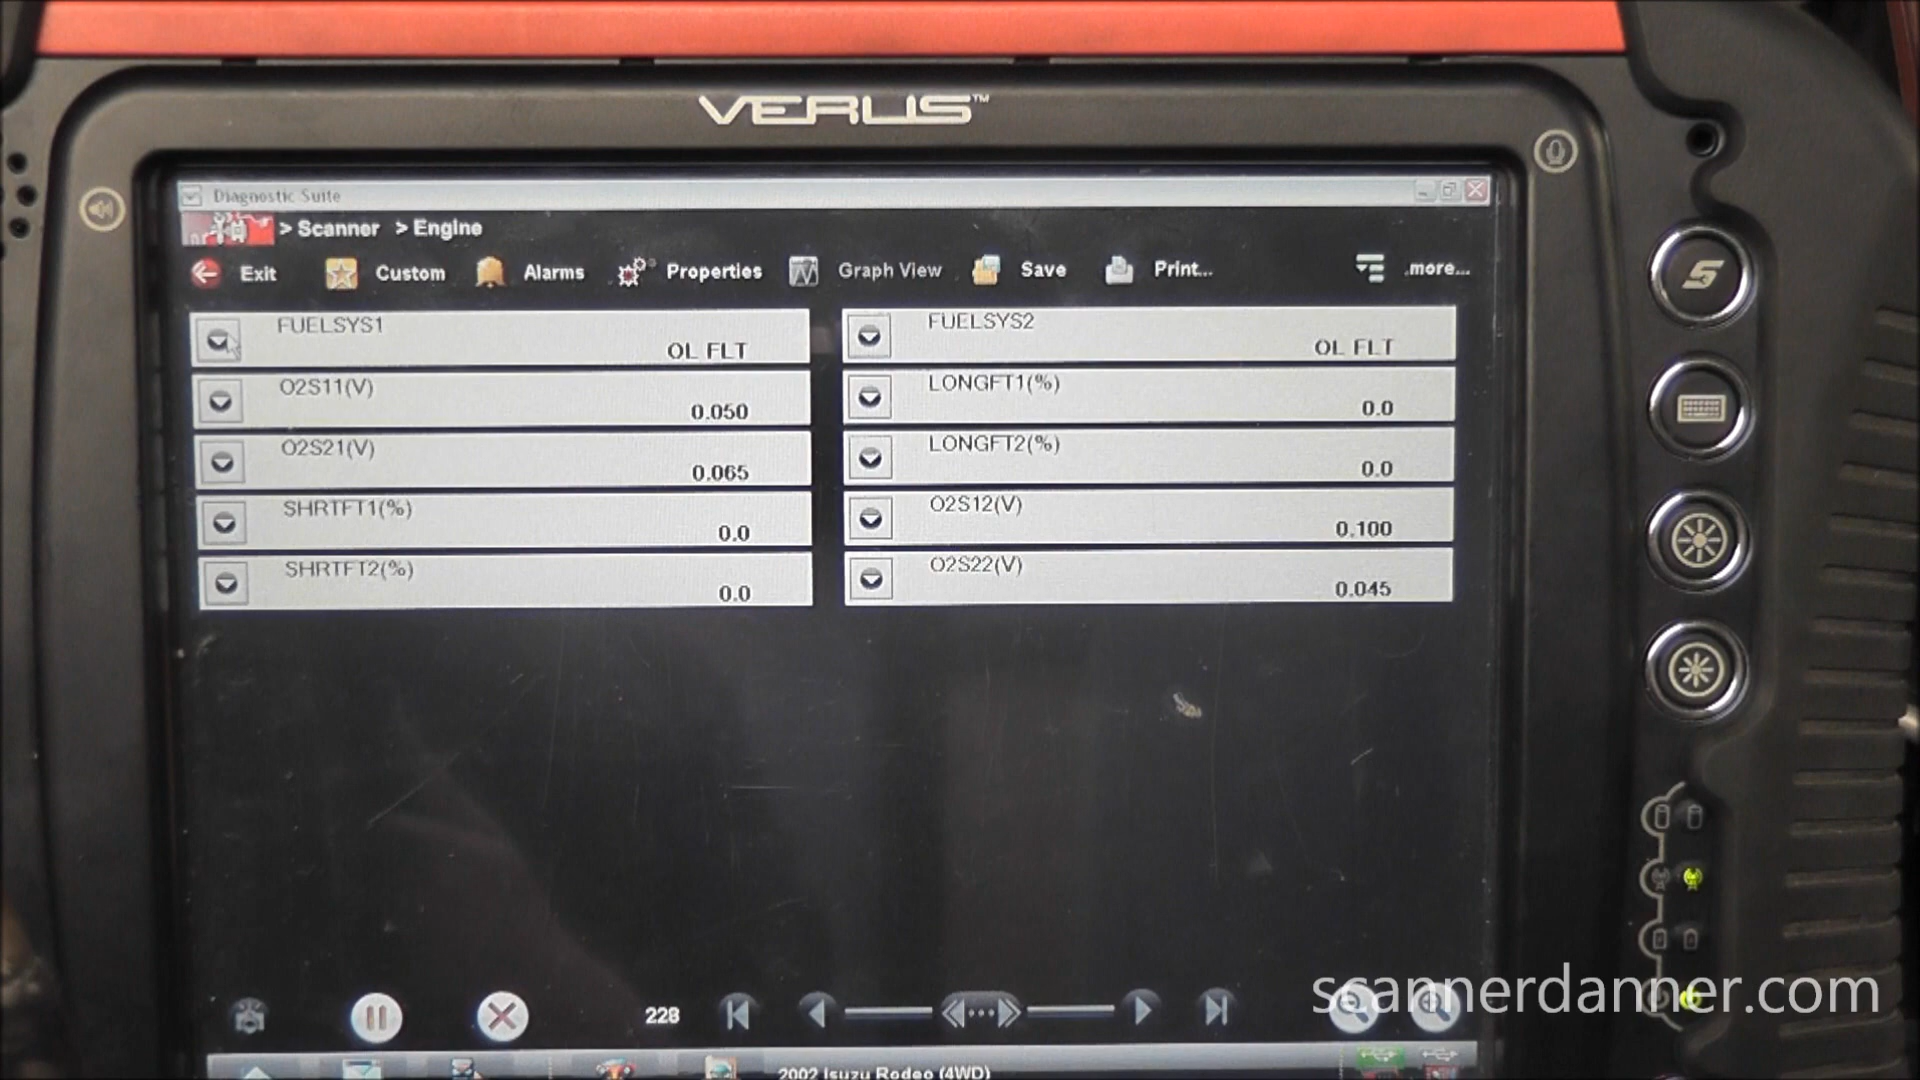 VERUS™
Diagnostic Suite
> Scanner > Engine
Exit Custom Alarms Properties Graph View Save Print... more...
FUELSYS1
OL FLT
FUELSYS2
OL FLT
O2S11(V)
0.050
LONGFT1(%)
0.0
O2S21(V)
0.065
LONGFT2(%)
0.0
SHRTFT1(%)
0.0
O2S12(V)
0.100
SHRTFT2(%)
0.0
O2S22(V)
0.045
228
scannerdanner.com
2002 Isuzu Rodeo (4WD)